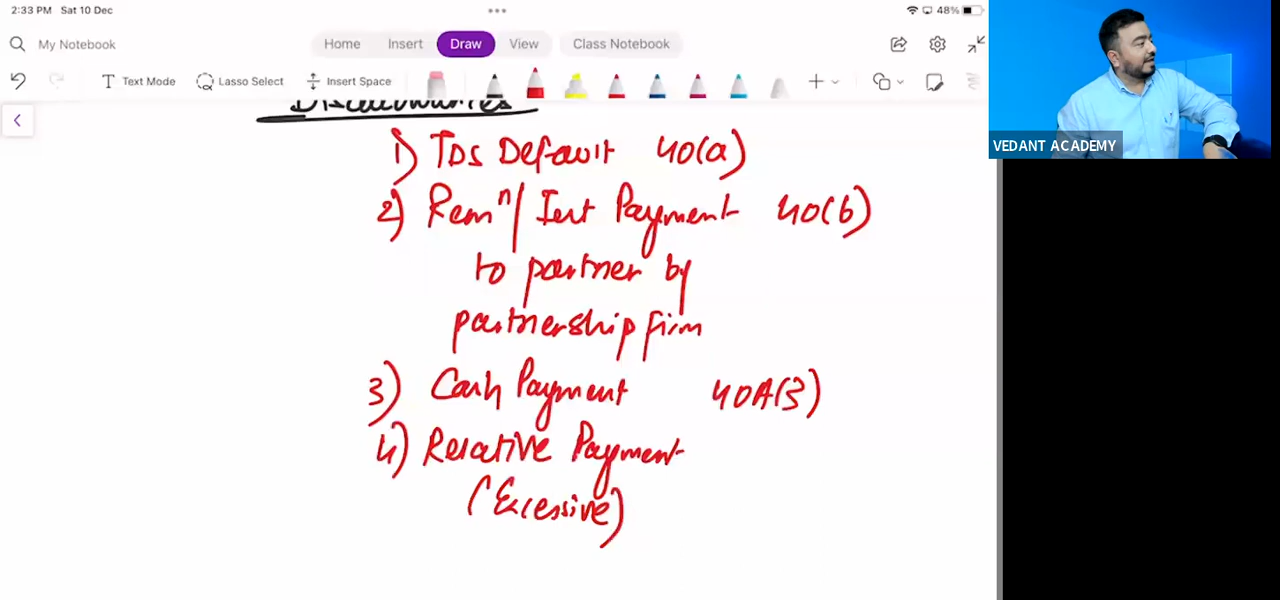 2:33 PM Sat 10 Dec
48%
My Notebook
Home Insert Draw View Class Notebook
Text Mode Lasso Select Insert Space
VEDANT ACADEMY
1) TDS Default 40(a)
2) Remⁿ/ Int Payment 40(b)
to partner by
partnership firm
3) Cash Payment 40A(3)
4) Relative Payment
(Excessive)